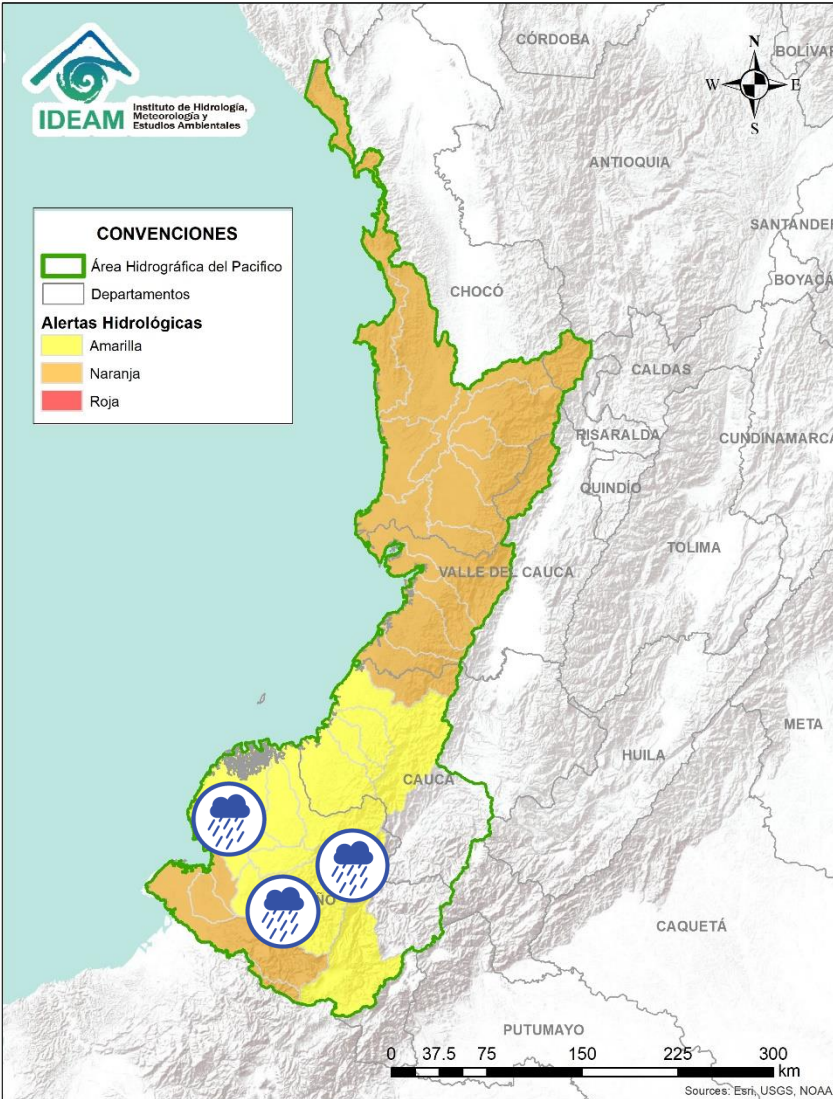 IDEAM
Instituto de Hidrología,
Meteorología y
Estudios Ambientales
CÓRDOBA
BOLÍVAR
N
W
E
S
ANTIOQUIA
SANTANDER
BOYACÁ
CONVENCIONES
Área Hidrográfica del Pacifico
Departamentos
Alertas Hidrológicas
Amarilla
Naranja
Roja
CHOCÓ
CALDAS
RISARALDA
CUNDINAMARCA
QUINDÍO
TOLIMA
VALLE DEL CAUCA
META
HUILA
CAUCA
ÑO
CAQUETÁ
PUTUMAYO
0 37.5 75 150 225 300
km
Sources: Esri, USGS, NOAA